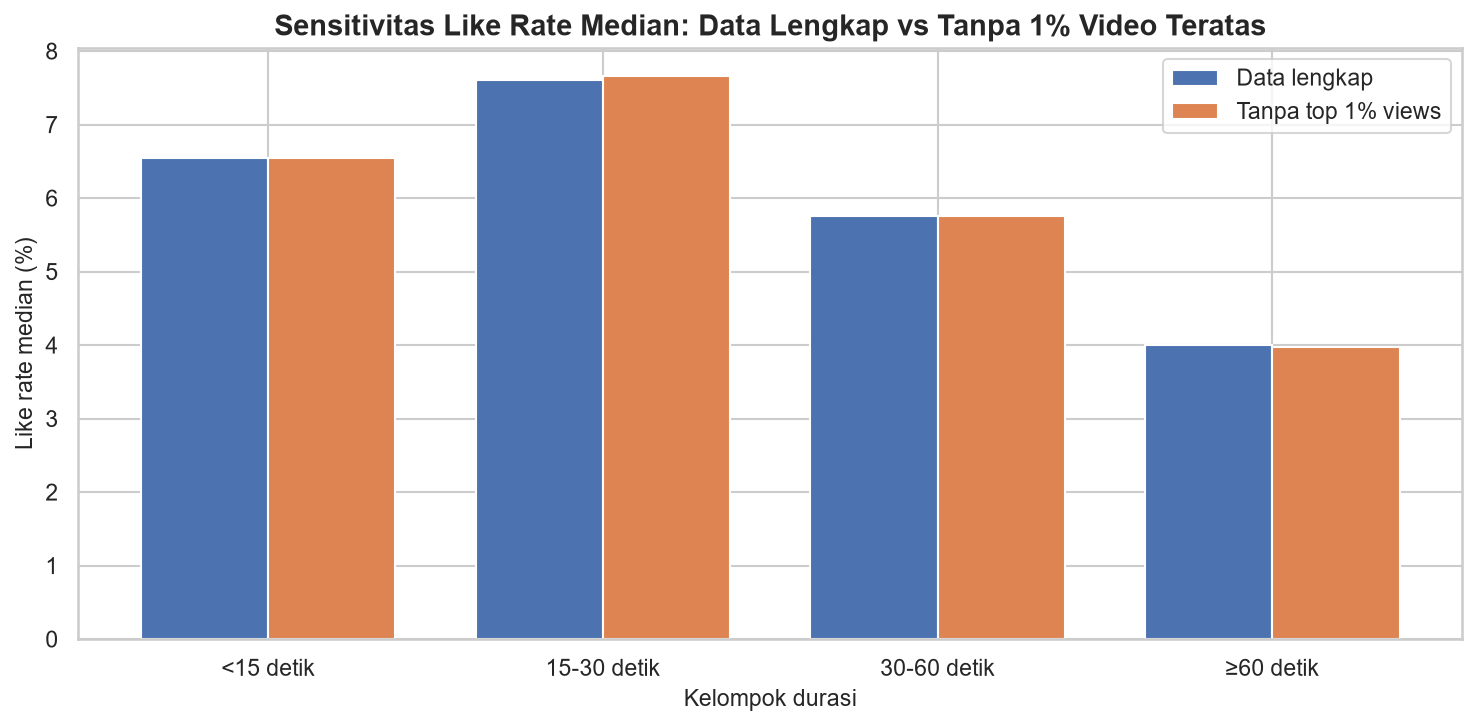 Sensitivitas Like Rate Median: Data Lengkap vs Tanpa 1% Video Teratas
Data lengkap
Tanpa top 1% views
Like rate median (%)
8
7
6
5
4
3
2
1
0
<15 detik
15-30 detik
30-60 detik
≥60 detik
Kelompok durasi